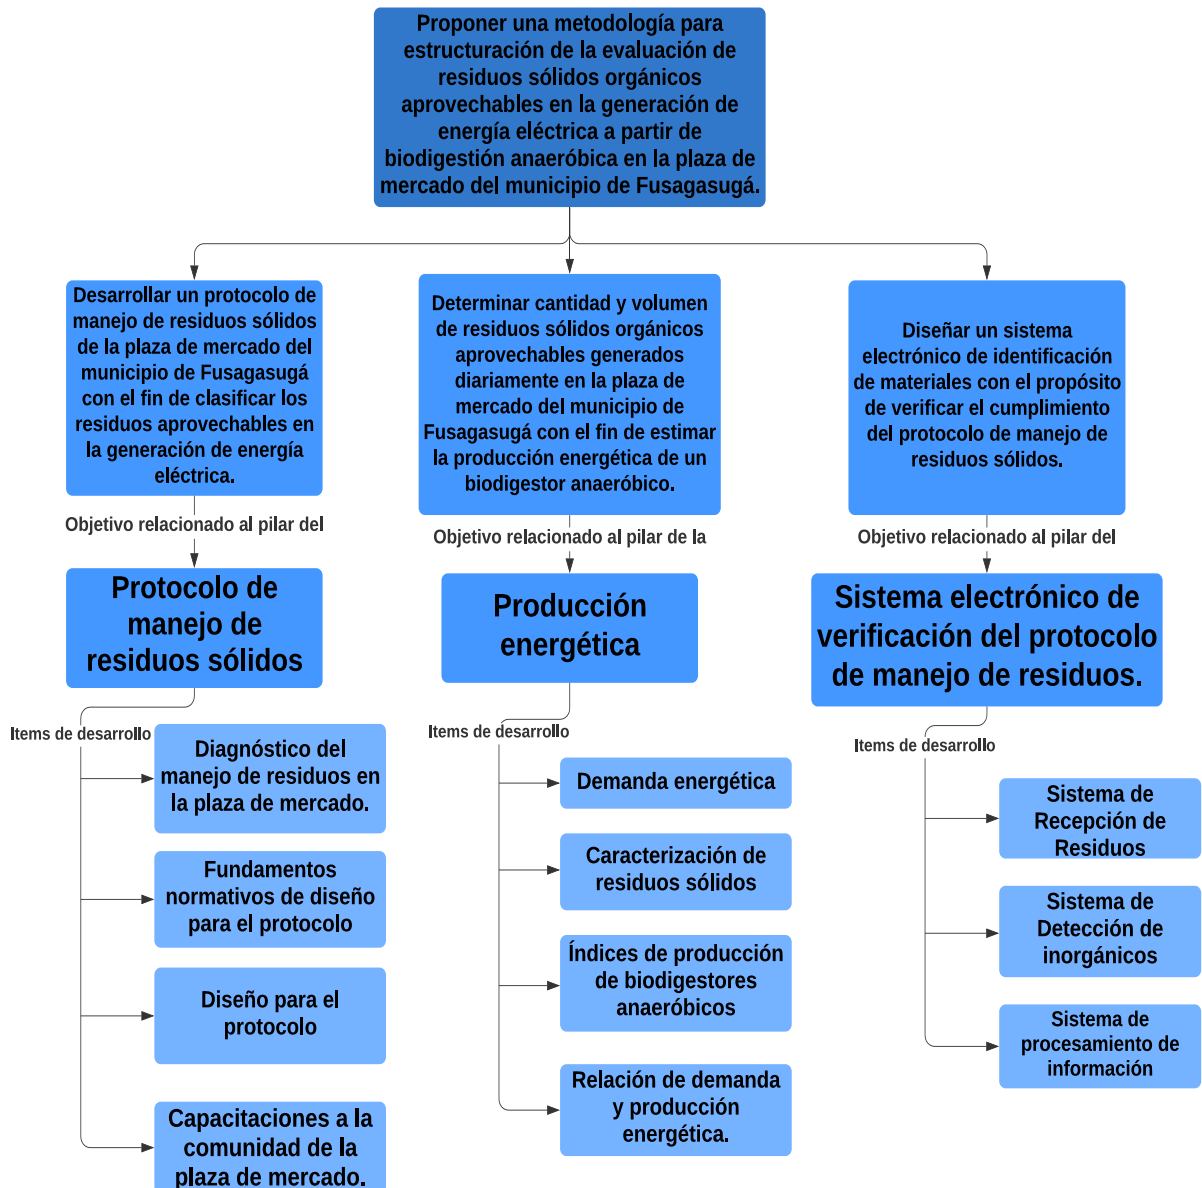 Proponer una metodología para
estructuración de la evaluación de
residuos sólidos orgánicos
aprovechables en la generación de
energía eléctrica a partir de
biodigestión anaeróbica en la plaza de
mercado del municipio de Fusagasugá.
Desarrollar un protocolo de
manejo de residuos sólidos
de la plaza de mercado del
municipio de Fusagasugá
con el fin de clasificar los
residuos aprovechables en
la generación de energía
eléctrica.
Objetivo relacionado al pilar del
Protocolo de
manejo de
residuos sólidos
Items de desarrollo
Diagnóstico del
manejo de residuos en
la plaza de mercado.
Fundamentos
normativos de diseño
para el protocolo
Diseño para el
protocolo
Capacitaciones a la
comunidad de la
plaza de mercado.
Determinar cantidad y volumen
de residuos sólidos orgánicos
aprovechables generados
diariamente en la plaza de
mercado del municipio de
Fusagasugá con el fin de estimar
la producción energética de un
biodigestor anaeróbico.
Objetivo relacionado al pilar de la
Producción
energética
Items de desarrollo
Demanda energética
Caracterización de
residuos sólidos
Índices de producción
de biodigestores
anaeróbicos
Relación de demanda
y producción
energética.
Diseñar un sistema
electrónico de identificación
de materiales con el propósito
de verificar el cumplimiento
del protocolo de manejo de
residuos sólidos.
Objetivo relacionado al pilar del
Sistema electrónico de
verificación del protocolo
de manejo de residuos.
Items de desarrollo
Sistema de
Recepción de
Residuos
Sistema de
Detección de
inorgánicos
Sistema de
procesamiento de
información